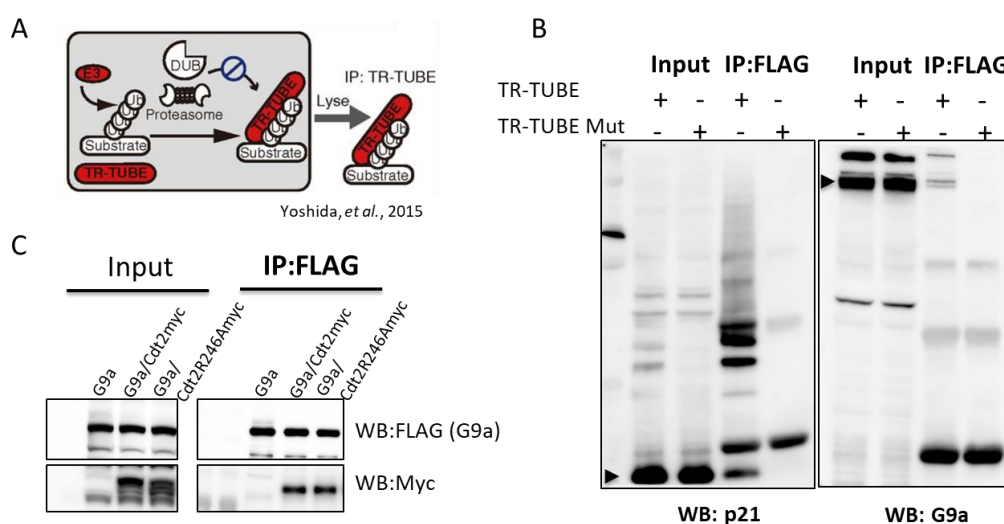 A
E3
DUB
Proteasome
Ub
Substrate
TR-TUBE
TR-TUBE
Ub
Substrate
Lyse
IP: TR-TUBE
TR-TUBE
Ub
Substrate
Yoshida, et al., 2015
B
Input IP:FLAG Input IP:FLAG
TR-TUBE + - + - + - + -
TR-TUBE Mut - + - + - + - +
WB: p21 WB: G9a
C
Input IP:FLAG
G9a G9a/Cdt2myc G9a/Cdt2R246Amyc G9a G9a/Cdt2myc G9a/Cdt2R246Amyc
WB:FLAG (G9a)
WB:Myc